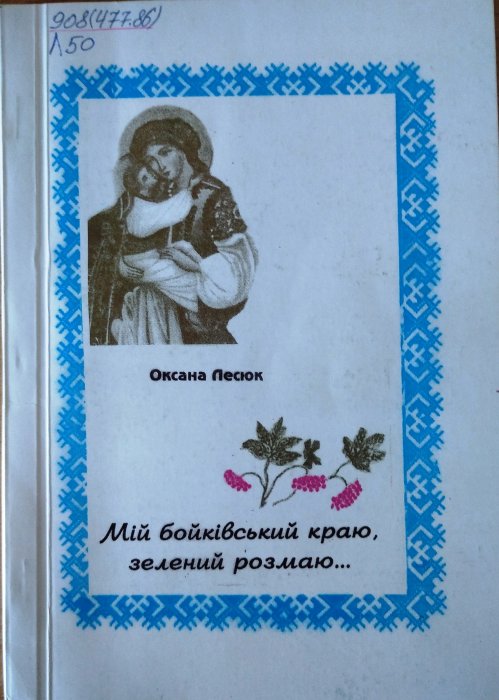 908(477.86)
Л50
Оксана Лесюк
Мій бойківський краю,
зелений розмаю...